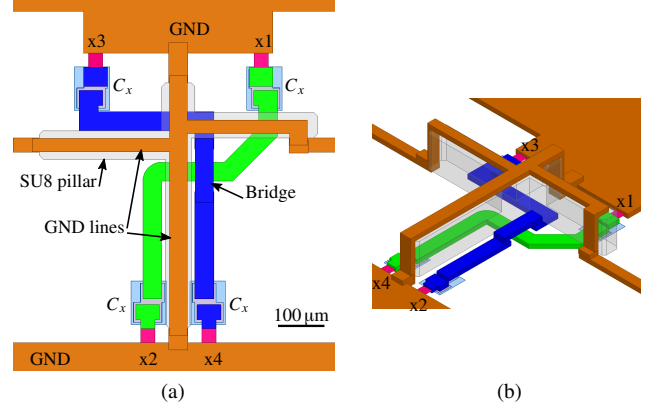 GND
x3
x1
Cx
Cx
SU8 pillar
Bridge
GND lines
Cx
Cx
100 µm
GND
x2
x4
(a)
x3
x1
x4
x2
(b)